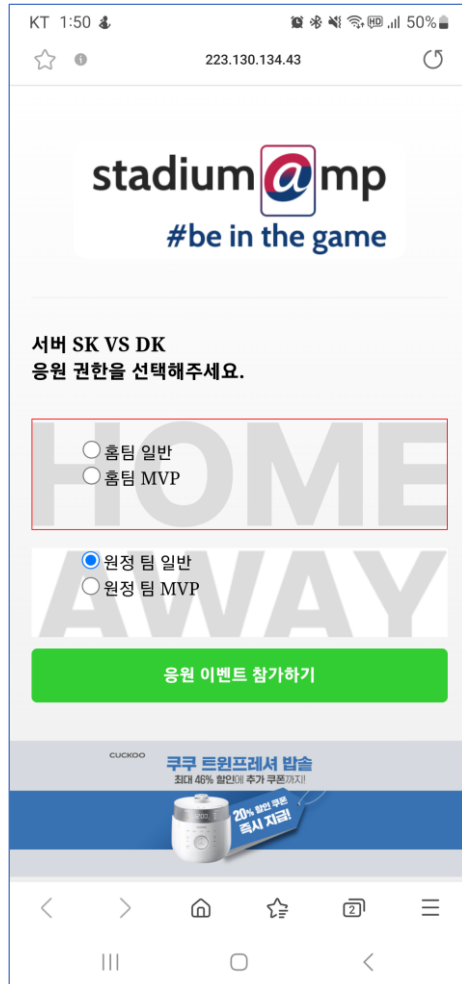 KT 1:50 HD 50%
223.130.134.43
stadium@mp
#be in the game
서버 SK VS DK
응원 권한을 선택해주세요.
HOME
홈팀 일반
홈팀 MVP
AWAY
원정 팀 일반
원정 팀 MVP
응원 이벤트 참가하기
CUCKOO
쿠쿠 트윈프레셔 밥솥
최대 46% 할인에 추가 쿠폰까지!
20% 할인 쿠폰
즉시 지급!
2